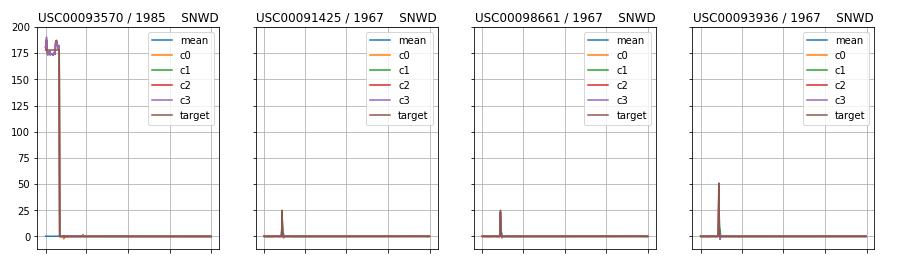 USC00093570 / 1985 SNWD
USC00091425 / 1967 SNWD
USC00098661 / 1967 SNWD
USC00093936 / 1967 SNWD
200
175
150
125
100
75
50
25
0
mean
c0
c1
c2
c3
target
mean
c0
c1
c2
c3
target
mean
c0
c1
c2
c3
target
mean
c0
c1
c2
c3
target